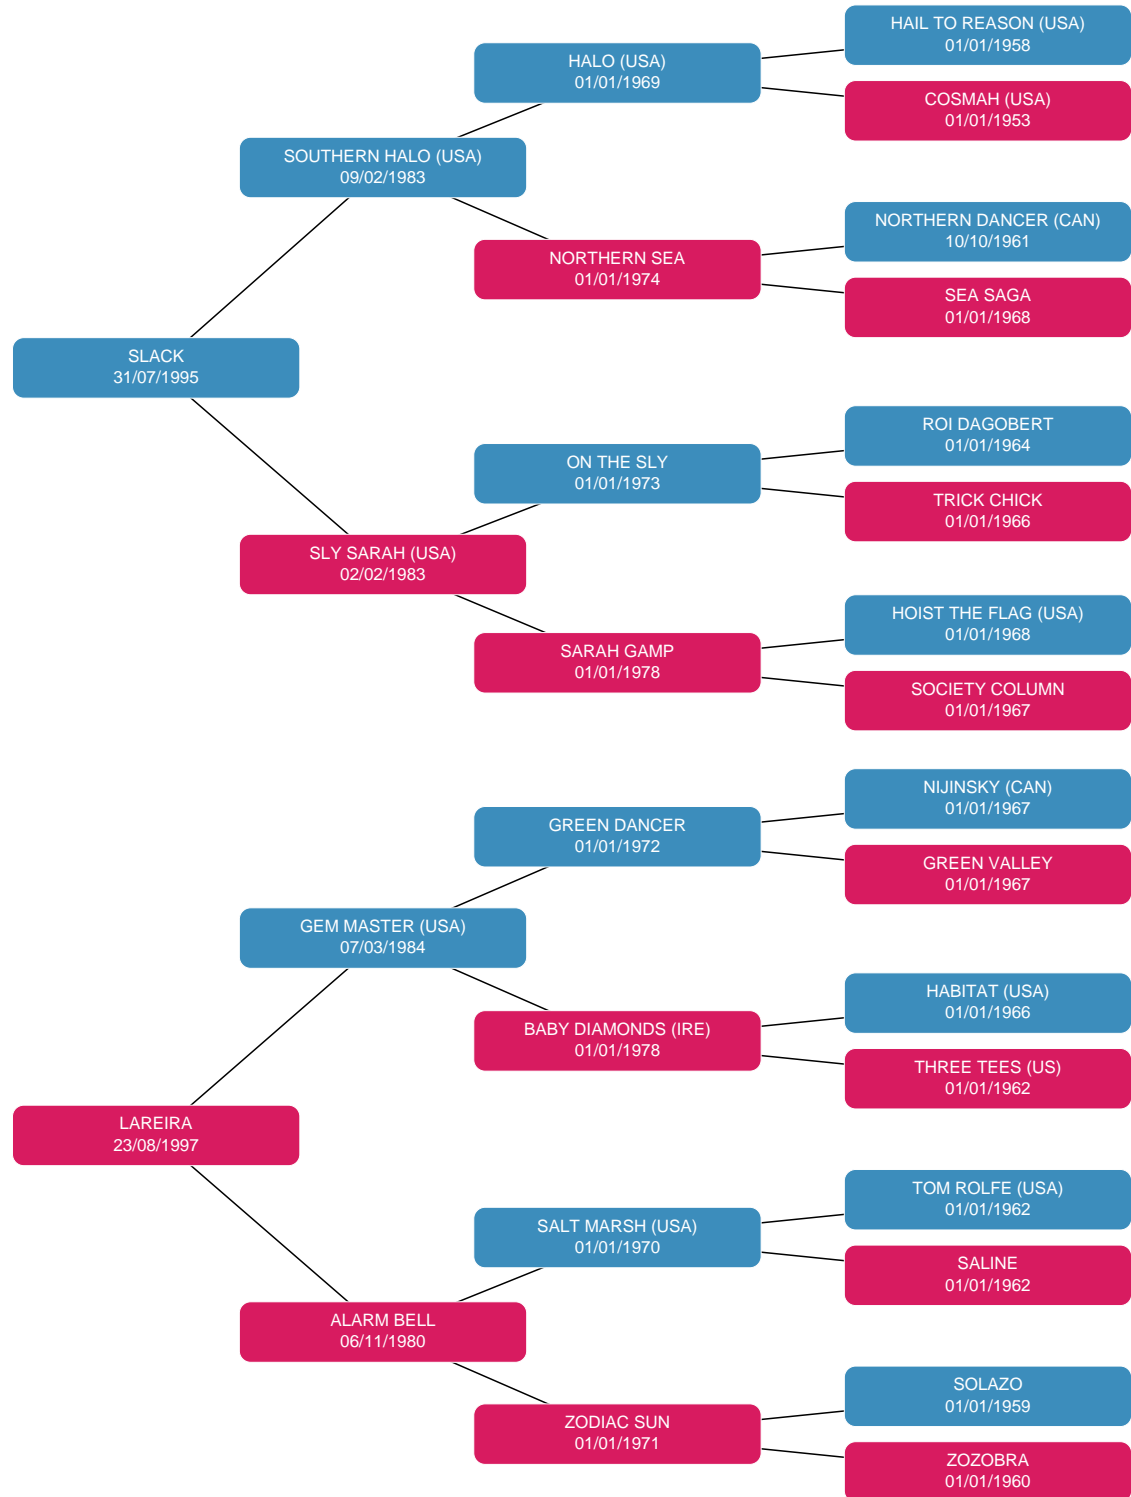 HAIL TO REASON (USA)
01/01/1958
HALO (USA)
01/01/1969
COSMAH (USA)
01/01/1953
SOUTHERN HALO (USA)
09/02/1983
NORTHERN DANCER (CAN)
10/10/1961
NORTHERN SEA
01/01/1974
SEA SAGA
01/01/1968
SLACK
31/07/1995
ROI DAGOBERT
01/01/1964
ON THE SLY
01/01/1973
TRICK CHICK
01/01/1966
SLY SARAH (USA)
02/02/1983
HOIST THE FLAG (USA)
01/01/1968
SARAH GAMP
01/01/1978
SOCIETY COLUMN
01/01/1967
NIJINSKY (CAN)
01/01/1967
GREEN DANCER
01/01/1972
GREEN VALLEY
01/01/1967
GEM MASTER (USA)
07/03/1984
HABITAT (USA)
01/01/1966
BABY DIAMONDS (IRE)
01/01/1978
THREE TEES (US)
01/01/1962
LAREIRA
23/08/1997
TOM ROLFE (USA)
01/01/1962
SALT MARSH (USA)
01/01/1970
SALINE
01/01/1962
ALARM BELL
06/11/1980
SOLAZO
01/01/1959
ZODIAC SUN
01/01/1971
ZOZOBRA
01/01/1960